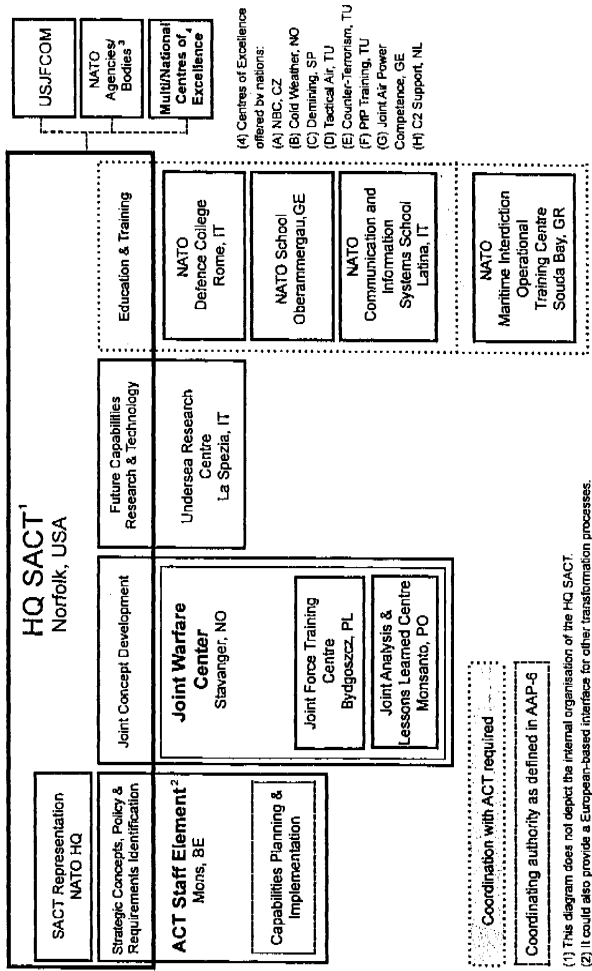 HQ SACT¹
Norfolk, USA
SACT Representation
NATO HQ
Strategic Concepts, Policy &
Requirements Identification
ACT Staff Element²
Mons, BE
Capabilities Planning &
Implementation
Joint Concept Development
Joint Warfare
Center
Stavanger, NO
Joint Force Training
Centre
Bydgoszcz, PL
Joint Analysis &
Lessons Learned Centre
Monsanto, PO
Future Capabilities
Research & Technology
Undersea Research
Centre
La Spezia, IT
Education & Training
NATO
Defence College
Rome, IT
NATO School
Oberammergau,GE
NATO
Communication and
Information
Systems School
Latina, IT
NATO
Maritime Interdiction
Operational
Training Centre
Souda Bay, GR
USJFCOM
NATO
Agencies/
Bodies³
Multi/National
Centres of
Excellence⁴
(4) Centres of Excellence
offered by nations:
(A) NBC, CZ
(B) Cold Weather, NO
(C) Demining, SP
(D) Tactical Air, TU
(E) Counter-Terrorism, TU
(F) PfP Training, TU
(G) Joint Air Power
Competence, GE
(H) C2 Support, NL
Coordination with ACT required
Coordinating authority as defined in AAP-6
(1) This diagram does not depict the internal organisation of the HQ SACT.
(2) It could also provide a European-based interface for other transformation processes.